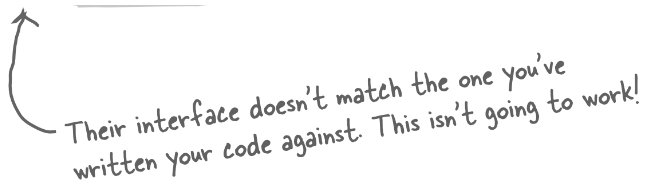 Their interface doesn't match the one you've
written your code against. This isn't going to work!